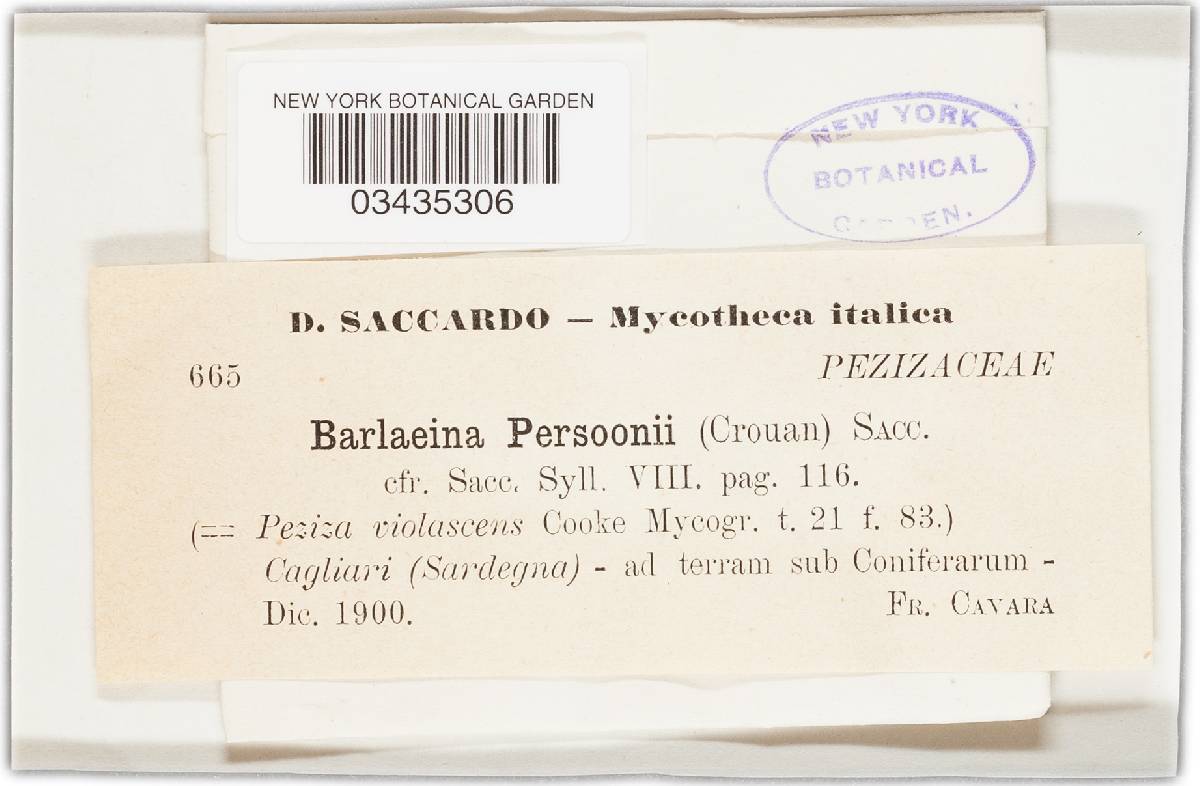 NEW YORK BOTANICAL GARDEN
03435306
NEW YORK
BOTANICAL
GARDEN.
D. SACCARDO — Mycotheca italica
665
PEZIZACEAE
Barlaeina Persoonii (Crouan) SACC.
cfr. Sacc. Syll. VIII. pag. 116.
(== Peziza violascens Cooke Mycogr. t. 21 f. 83.)
Cagliari (Sardegna) - ad terram sub Coniferarum -
Dic. 1900.
FR. CAVARA